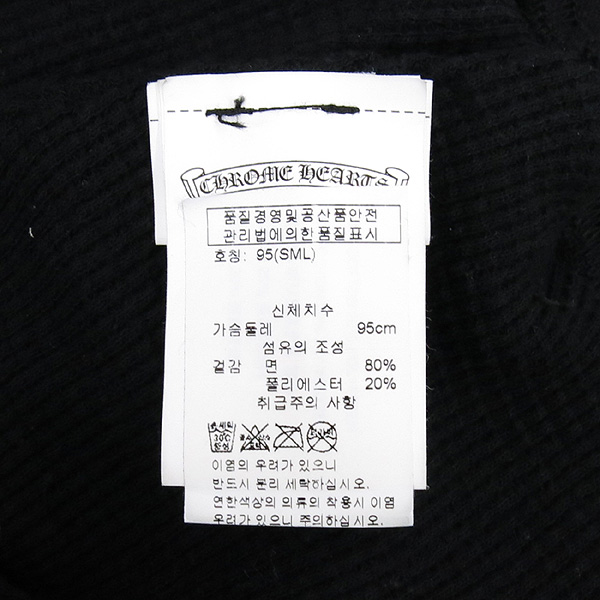 CHROME HEARTS
품질경영및공산품안전
관리법에의한품질표시
호칭: 95(SML)
신체치수
가슴둘레 95cm
섬유의 조성
겉감 면 80%
폴리에스터 20%
취급주의 사항
30℃
이염의 우려가 있으니
반드시 분리 세탁하십시오.
연한색상의 의류의 착용시 이염
우려가 있으니 주의하십시오.